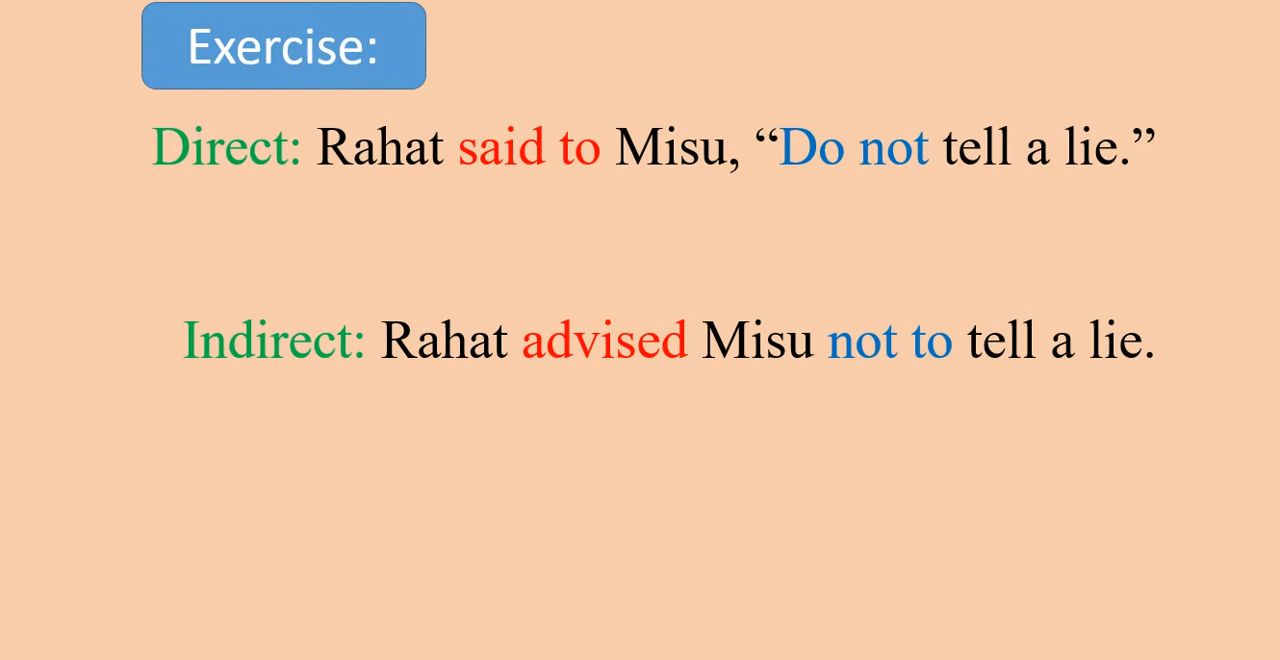 Exercise:
Direct: Rahat said to Misu, “Do not tell a lie.”
Indirect: Rahat advised Misu not to tell a lie.